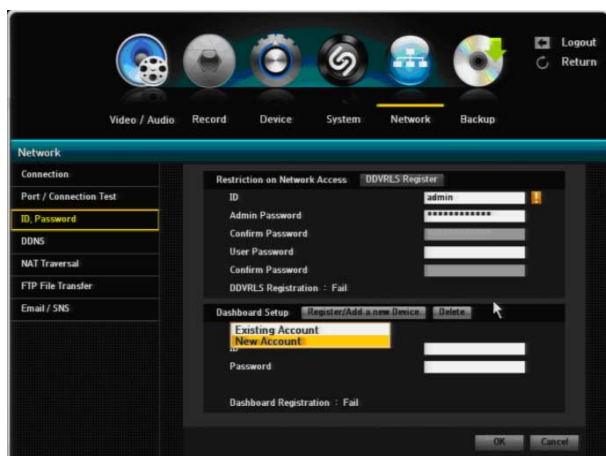 Logout
Return
Video / Audio Record Device System Network Backup
Network
Connection
Port / Connection Test
ID, Password
DDNS
NAT Traversal
FTP File Transfer
Email / SNS
Restriction on Network Access DDVRLS Register
ID admin
Admin Password ************
Confirm Password
User Password
Confirm Password
DDVRLS Registration : Fail
Dashboard Setup Register/Add a new Device Delete
Existing Account
New Account
Password
Dashboard Registration : Fail
OK Cancel